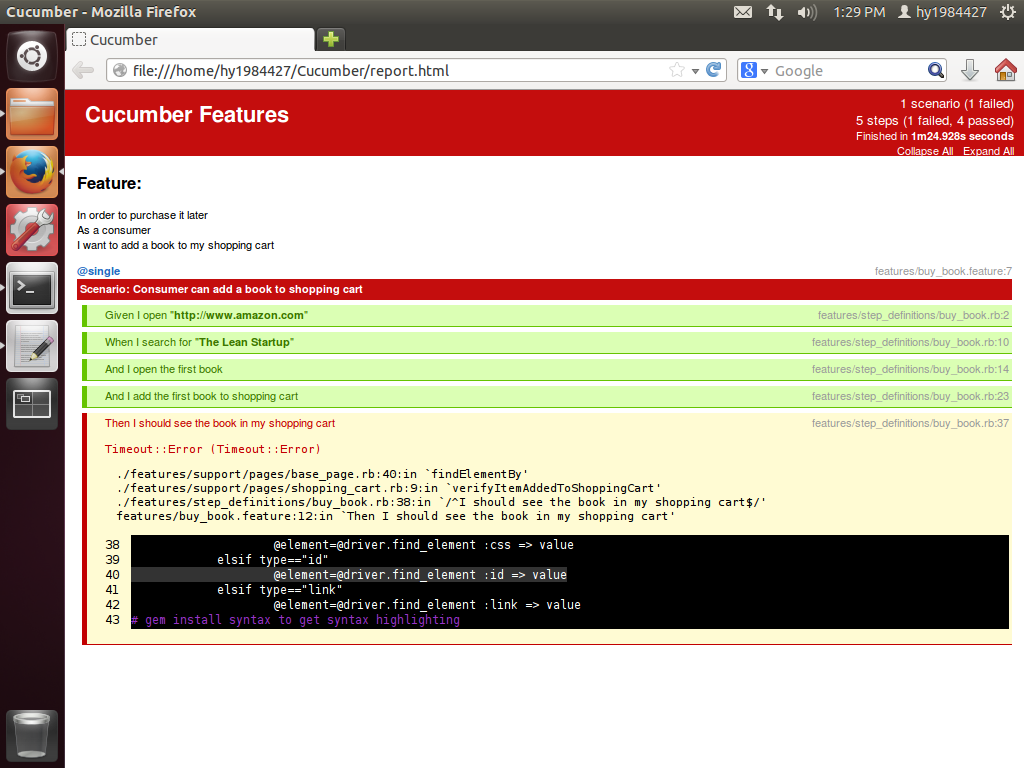 Cucumber - Mozilla Firefox
1:29 PM hy1984427
Cucumber
file:///home/hy1984427/Cucumber/report.html
8 Google
Cucumber Features
1 scenario (1 failed)
5 steps (1 failed, 4 passed)
Finished in 1m24.928s seconds
Collapse All Expand All
Feature:
In order to purchase it later
As a consumer
I want to add a book to my shopping cart
@single features/buy_book.feature:7
Scenario: Consumer can add a book to shopping cart
Given I open "http://www.amazon.com" features/step_definitions/buy_book.rb:2
When I search for "The Lean Startup" features/step_definitions/buy_book.rb:10
And I open the first book features/step_definitions/buy_book.rb:14
And I add the first book to shopping cart features/step_definitions/buy_book.rb:23
Then I should see the book in my shopping cart features/step_definitions/buy_book.rb:37
Timeout::Error (Timeout::Error)
./features/support/pages/base_page.rb:40:in `findElementBy'
./features/support/pages/shopping_cart.rb:9:in `verifyItemAddedToShoppingCart'
./features/step_definitions/buy_book.rb:38:in `/^I should see the book in my shopping cart$/'
features/buy_book.feature:12:in `Then I should see the book in my shopping cart'
38 @element=@driver.find_element :css => value
39 elsif type=="id"
40 @element=@driver.find_element :id => value
41 elsif type=="link"
42 @element=@driver.find_element :link => value
43 # gem install syntax to get syntax highlighting